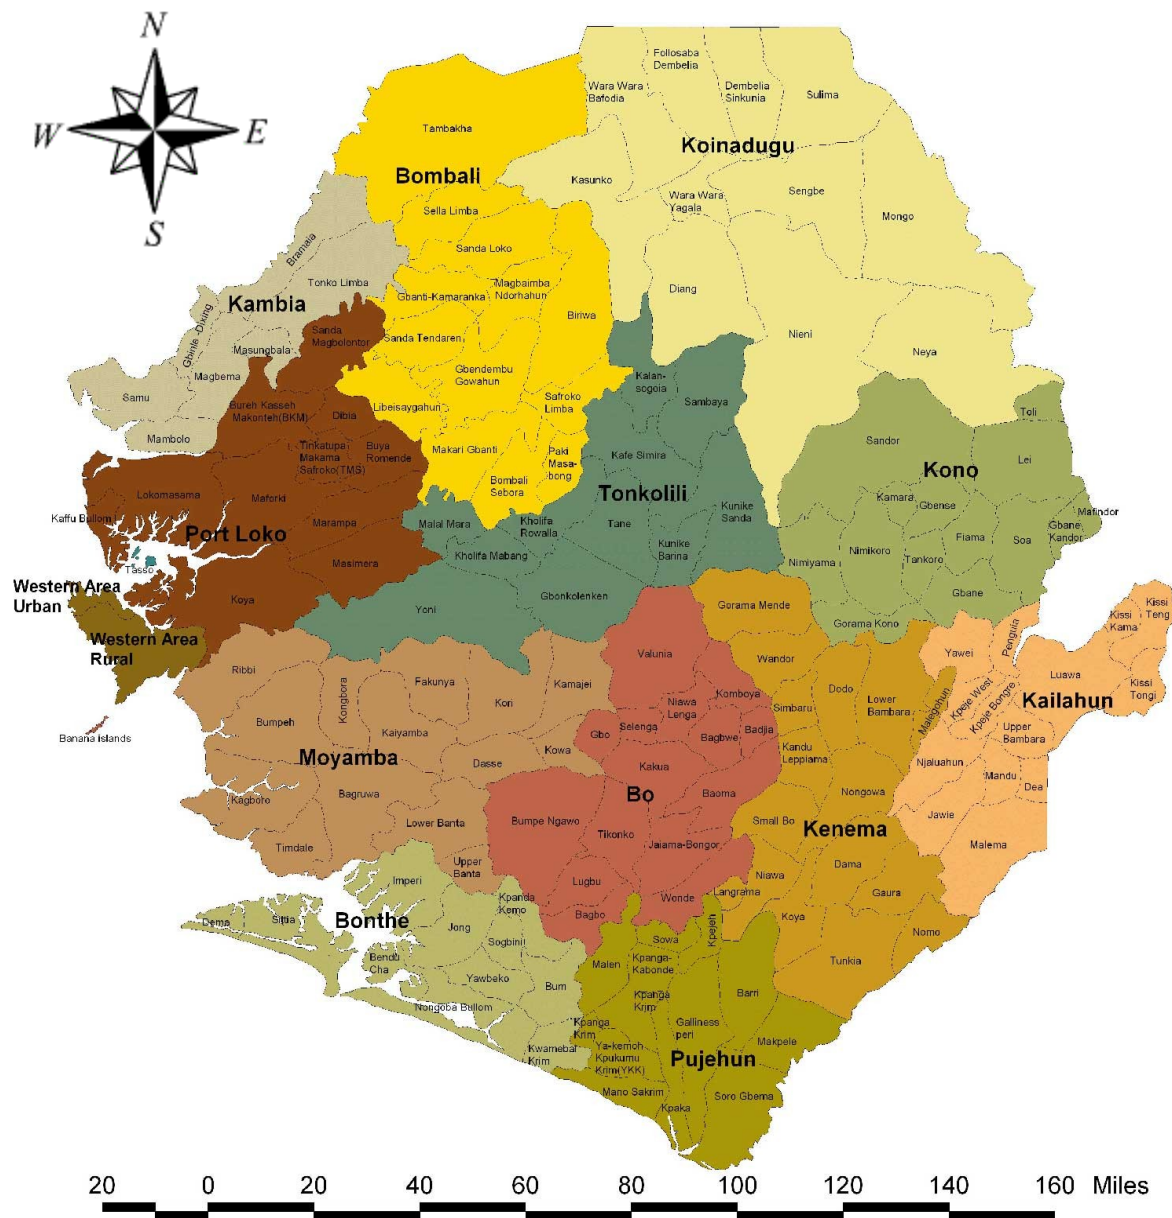 N
W
E
S
Follosaba
Dembelia
Wara Wara
Bafodia
Dembelia
Sinkunia
Sulima
Tambakha
Koinadugu
Bombali
Kasunko
Wara Wara
Yagala
Sengbe
Mongo
Sella Limba
Sanda Loko
Bramaia
Tonko Limba
Kambia
Gbanti-Kamaranka
Magbaimba
Ndorhahun
Diang
Biriwa
Nieni
Neya
Gbinle-Dixing
Masungbala
Magbema
Samu
Mambolo
Sanda
Magbolontor
Sanda Tendaren
Gbendembu
Gowahun
Kalan-
sogoia
Sambaya
Safroko
Limba
Libeisaygahun
Bureh Kasseh
Makonteh(BKM)
Dibia
Tinkatupa
Makama
Safroko(TMS)
Buya
Romende
Makari Gbanti
Bombali
Sebora
Paki
Masa-
bong
Kafe Simira
Toli
Sandor
Lei
Kono
Tonkolili
Kamara
Gbense
Mafindor
Gbane
Kandor
Lokomasama
Maforki
Kaffu Bullom
Port Loko
Marampa
Masimera
Tasso
Koya
Malal Mara
Kholifa
Rowalla
Kholifa Mabang
Tane
Kunike
Sanda
Kunike
Barina
Nimikoro
Nimiyama
Tankoro
Fiama
Soa
Gbane
Gorama Kono
Western Area
Urban
Western Area
Rural
Banana islands
Yoni
Gbonkolenken
Gorama Mende
Kissi
Kama
Kissi
Teng
Kissi
Tongi
Luawa
Penguia
Yawei
Kailahun
Kpeje West
Kpeje Bongre
Upper
Bambara
Malegohun
Njaluahun
Mandu
Dea
Jawie
Malema
Ribbi
Bumpeh
Kongbora
Fakunya
Kori
Kamajei
Kaiyamba
Kowa
Dasse
Moyamba
Kagboro
Bagruwa
Timdale
Lower Banta
Upper
Banta
Valunia
Niawa
Lenga
Komboya
Selenga
Gbo
Bagbwe
Badjia
Kakua
Bo
Baoma
Bumpe Ngawo
Tikonko
Jaiama-Bongor
Lugbu
Wonde
Bagbo
Wandor
Dodo
Lower
Bambara
Simbaru
Kandu
Leppiama
Nongowa
Small Bo
Kenema
Dama
Niawa
Langrama
Gaura
Koya
Nomo
Tunkia
Imperi
Kpanda
Kemo
Dema
Sittia
Bonthe
Jong
Sogbini
Bendu
Cha
Yawbeko
Bum
Nongoba Bullom
Kwamebai
Krim
Sowa
Kpejeh
Malen
Kpanga-
Kabonde
Kpanga
Krim
Barri
Kpanga
Krim
Galliness
peri
Makpele
Ya-kemoh
Kpukumu
Krim(YKK)
Pujehun
Mano Sakrim
Kpaka
Soro Gbema
20 0 20 40 60 80 100 120 140 160 Miles